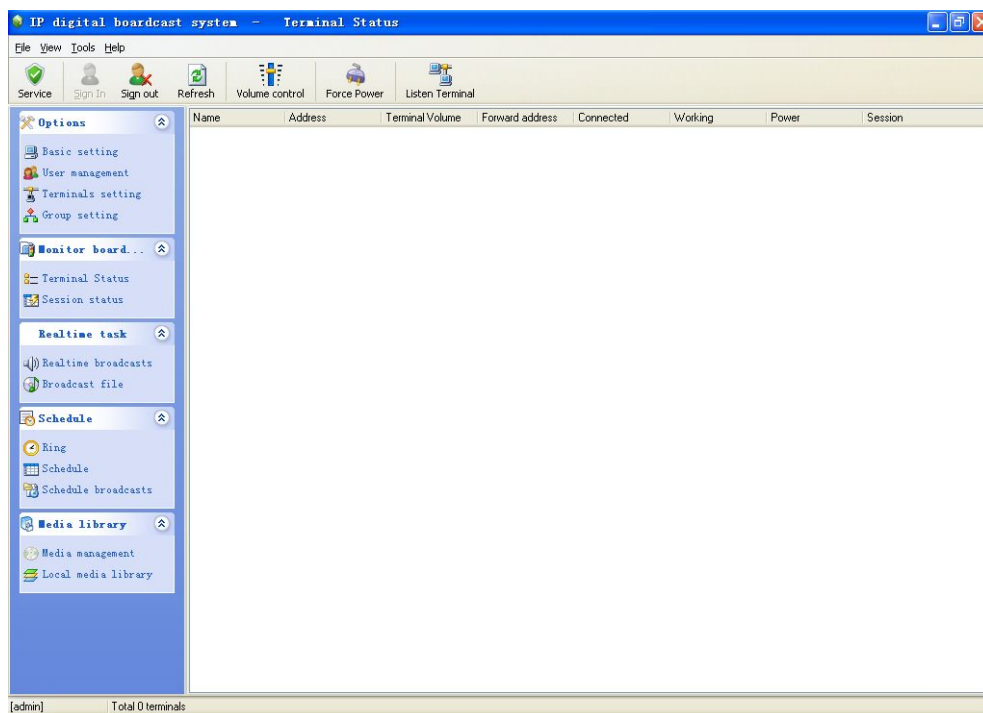 IP digital boardcast system - Terminal Status
File View Tools Help
Service Sign In Sign out Refresh Volume control Force Power Listen Terminal
Name Address Terminal Volume Forward address Connected Working Power Session
Options
Basic setting
User management
Terminals setting
Group setting
Monitor board...
Terminal Status
Session status
Realtime task
Realtime broadcasts
Broadcast file
Schedule
Ring
Schedule
Schedule broadcasts
Media library
Media management
Local media library
[admin] Total 0 terminals